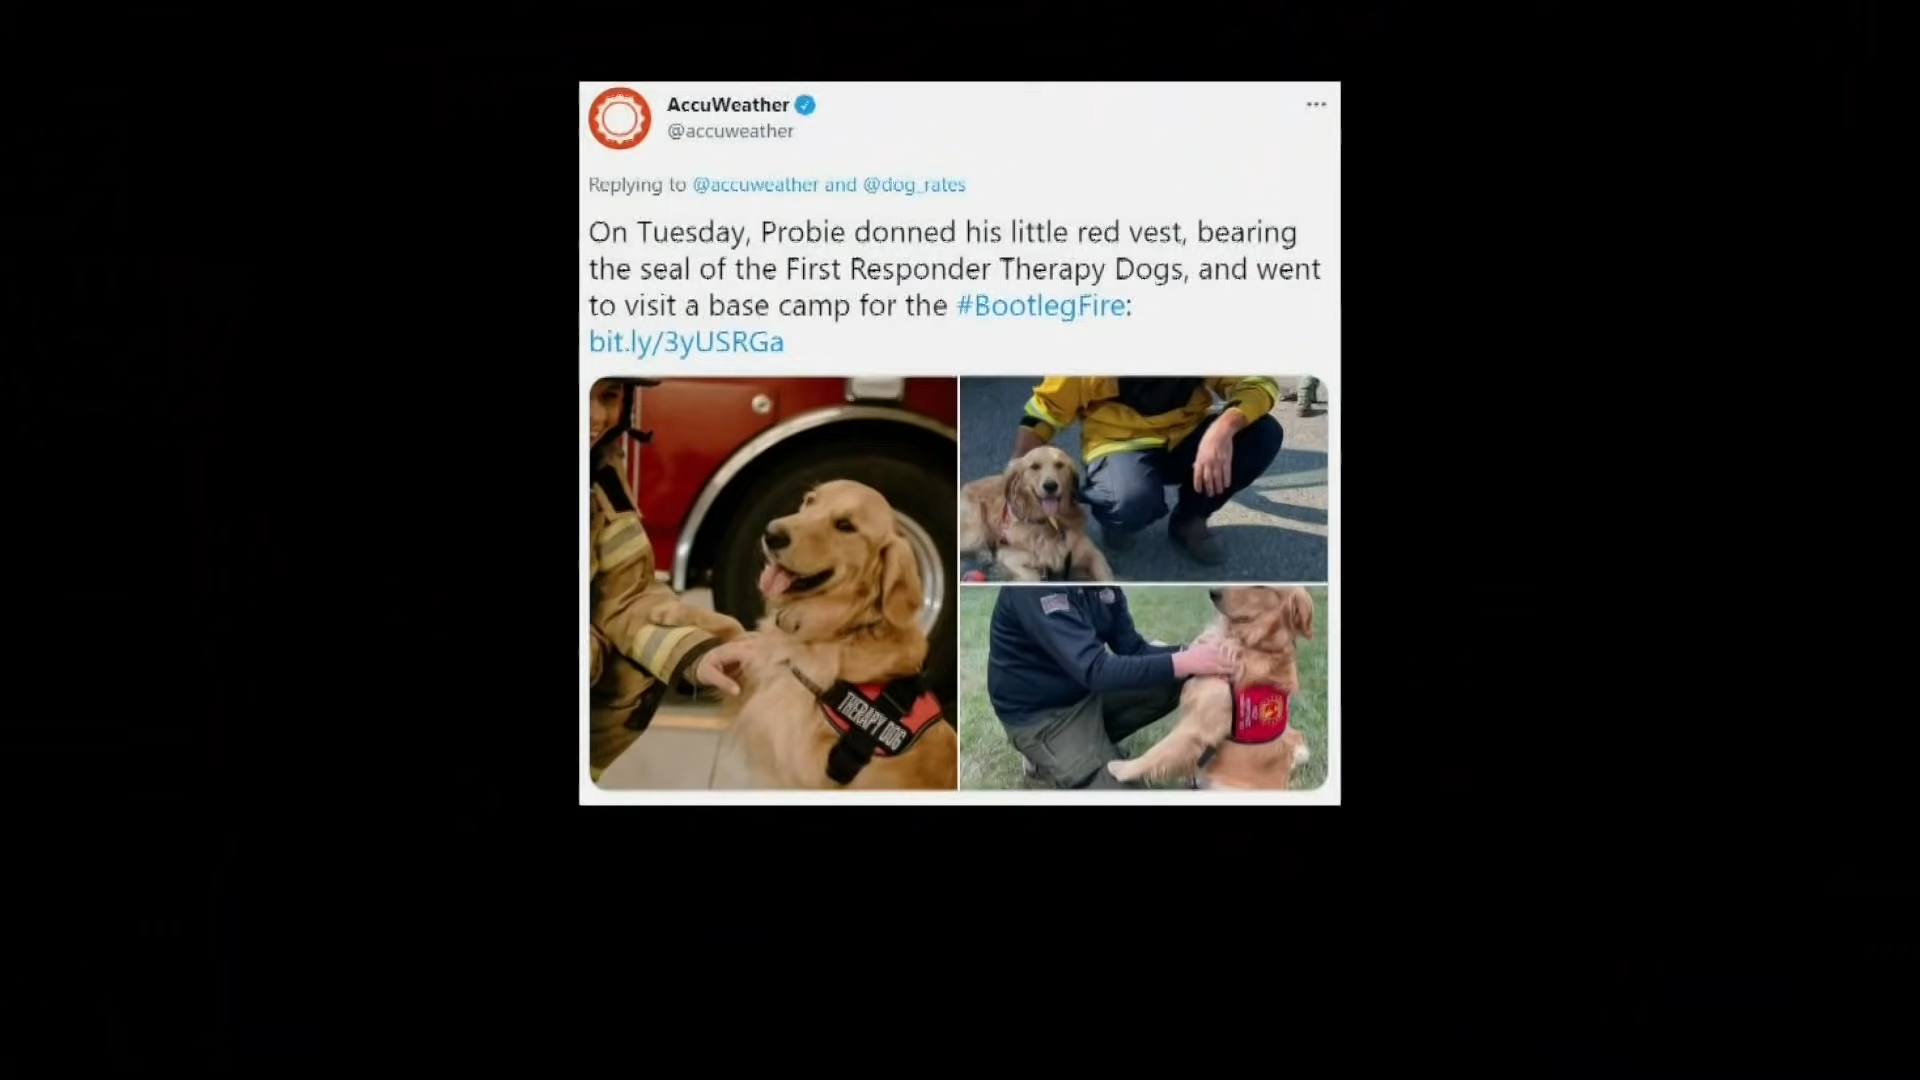 AccuWeather
@accuweather
Replying to @accuweather and @dog_rates
On Tuesday, Probie donned his little red vest, bearing
the seal of the First Responder Therapy Dogs, and went
to visit a base camp for the #BootlegFire:
bit.ly/3yUSRGa
THERAPY DOG